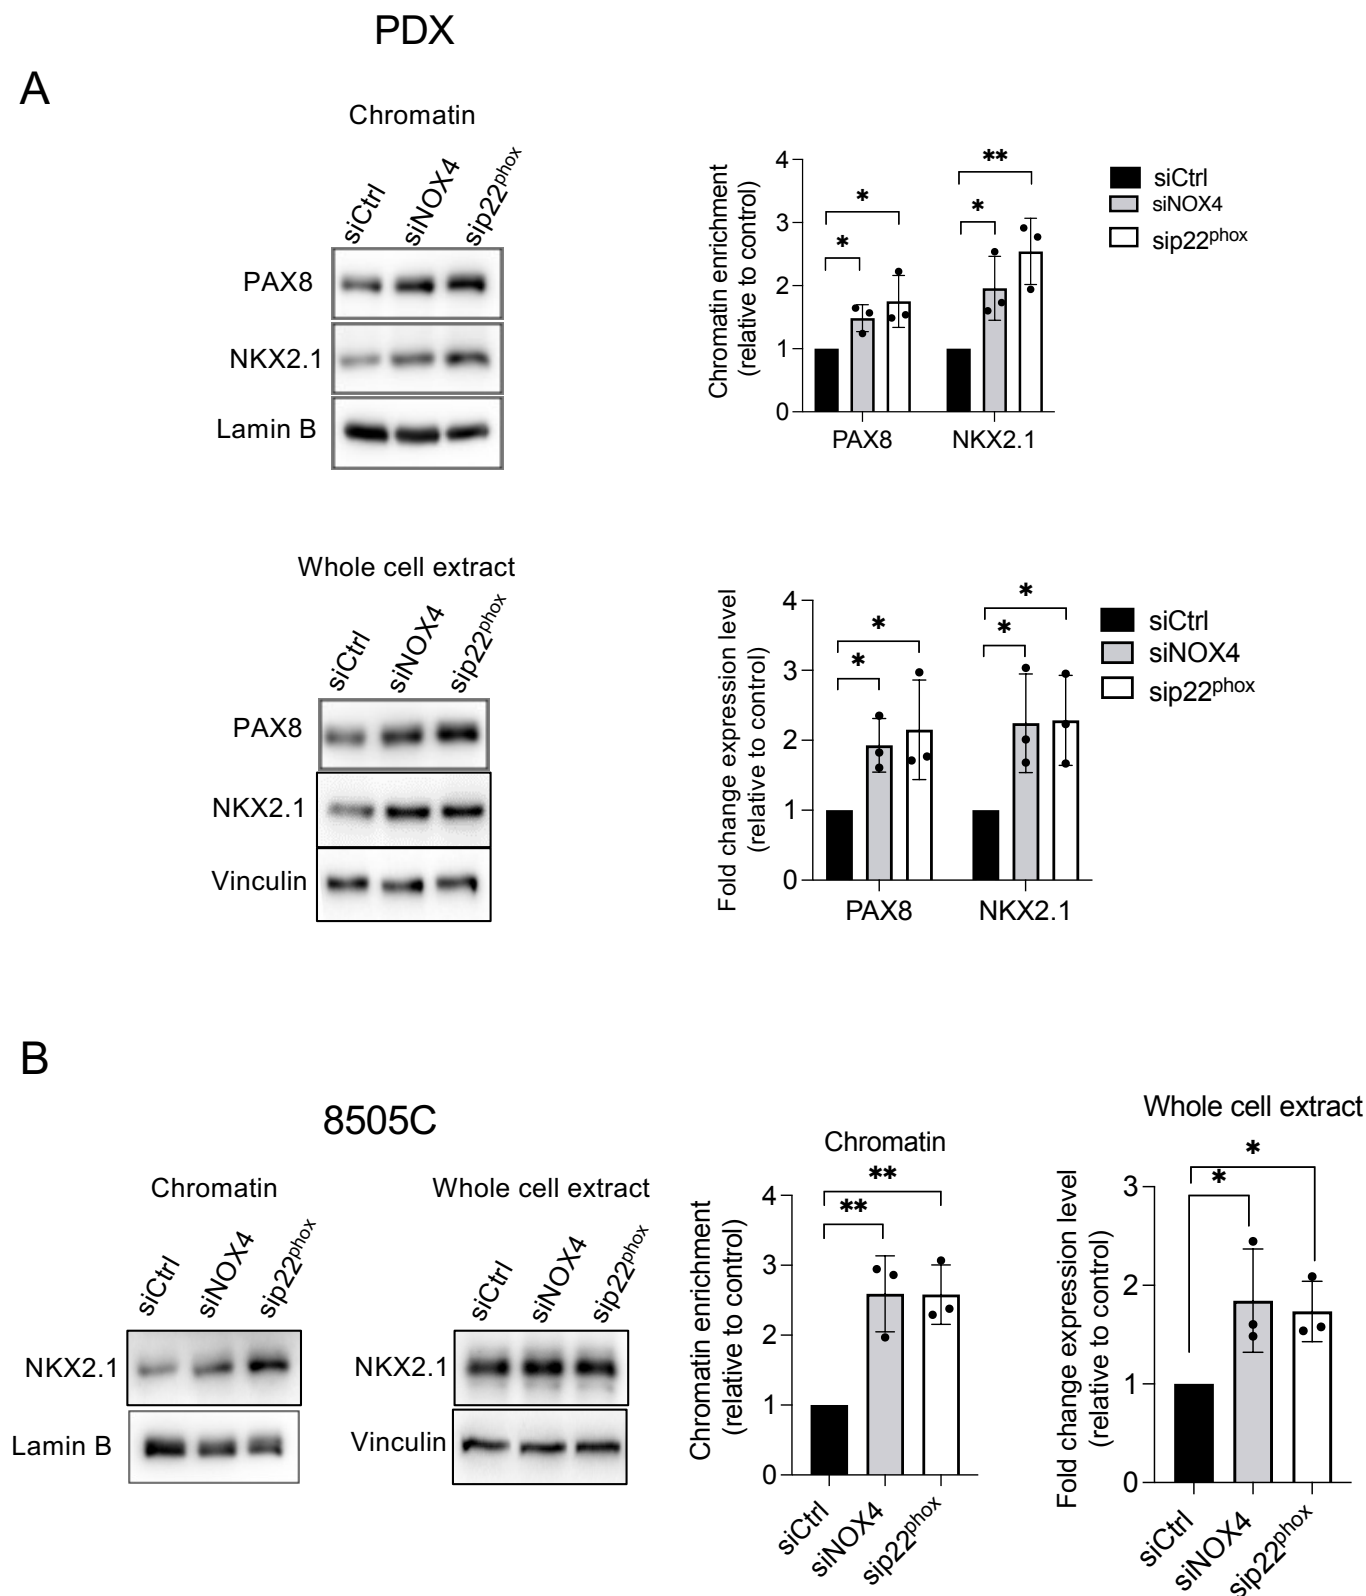 PDX
A
Chromatin
siCtrl
siNOX4
sip22phox
PAX8
NKX2.1
Lamin B
Chromatin enrichment
(relative to control)
4
3
2
1
0
*
*
*
**
PAX8
NKX2.1
siCtrl
siNOX4
sip22phox
Whole cell extract
siCtrl
siNOX4
sip22phox
PAX8
NKX2.1
Vinculin
Fold change expression level
(relative to control)
4
3
2
1
0
*
*
*
*
PAX8
NKX2.1
siCtrl
siNOX4
sip22phox
B
8505C
Chromatin
siCtrl
siNOX4
sip22phox
NKX2.1
Lamin B
Whole cell extract
siCtrl
siNOX4
sip22phox
NKX2.1
Vinculin
Chromatin
Chromatin enrichment
(relative to control)
4
3
2
1
0
**
**
siCtrl
siNOX4
sip22phox
Whole cell extract
Fold change expression level
(relative to control)
3
2
1
0
*
*
siCtrl
siNOX4
sip22phox